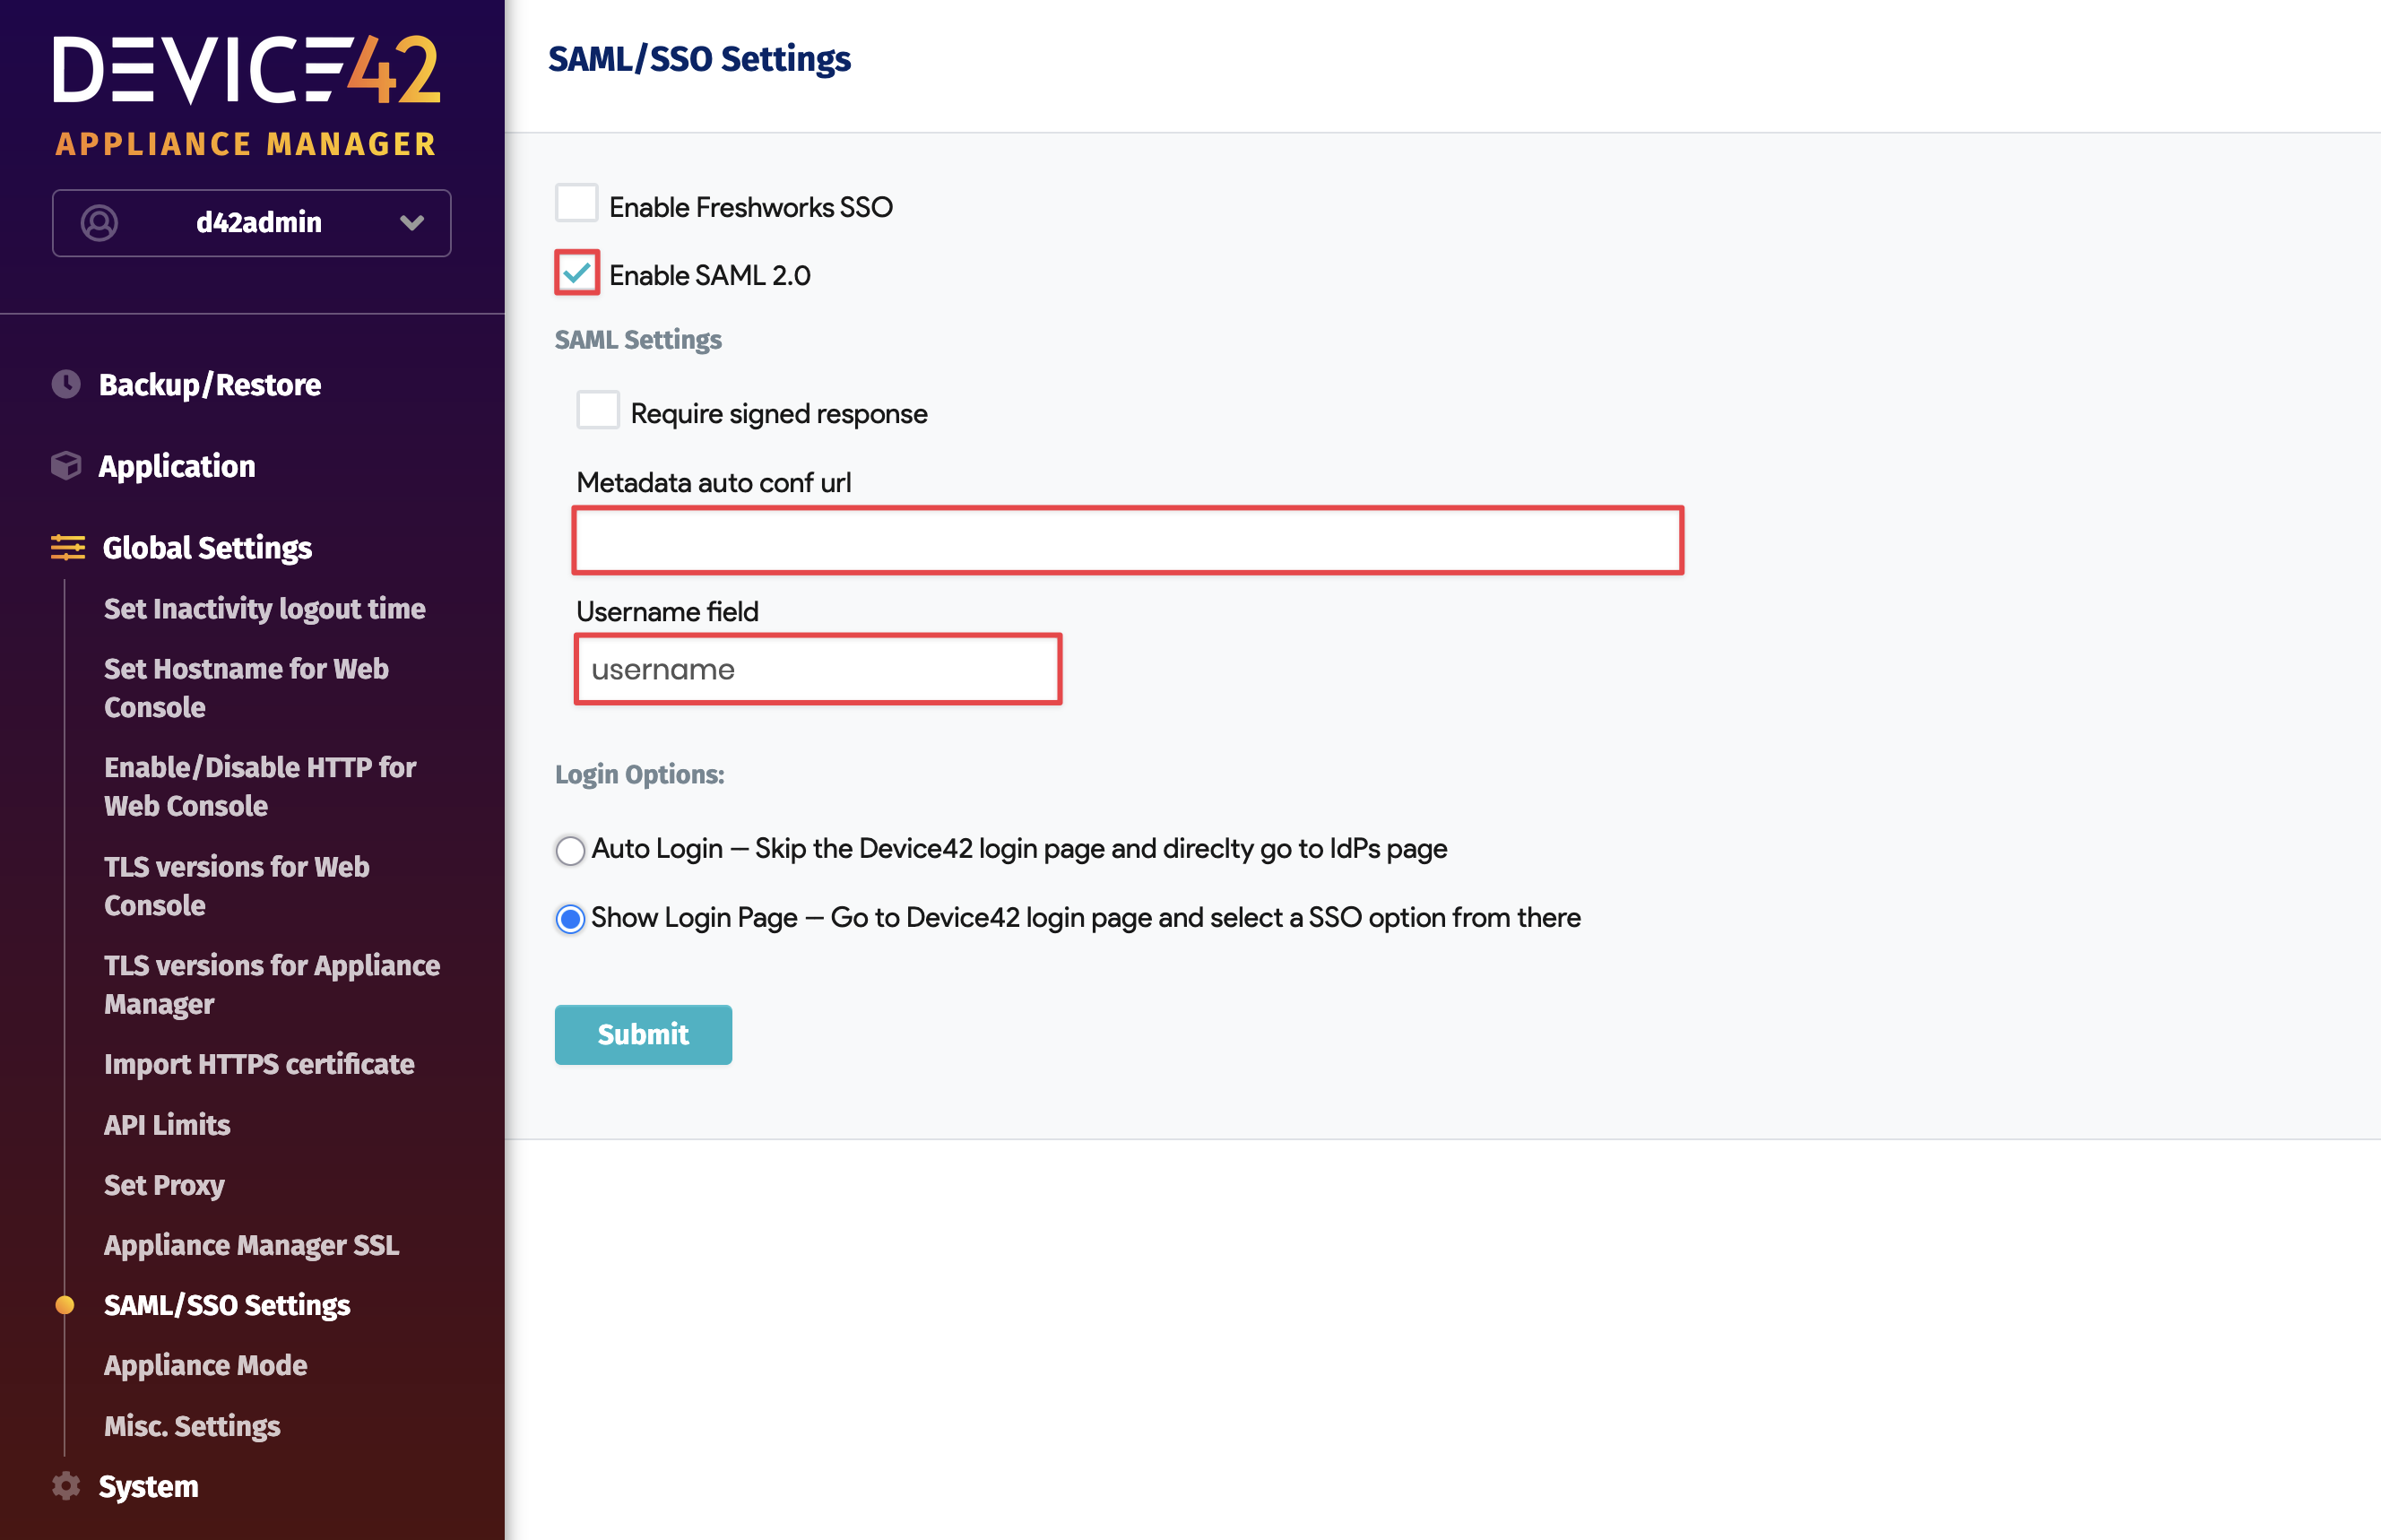 DEVICE42
APPLIANCE MANAGER
d42admin
Backup/Restore
Application
Global Settings
Set Inactivity logout time
Set Hostname for Web
Console
Enable/Disable HTTP for
Web Console
TLS versions for Web
Console
TLS versions for Appliance
Manager
Import HTTPS certificate
API Limits
Set Proxy
Appliance Manager SSL
SAML/SSO Settings
Appliance Mode
Misc. Settings
System
SAML/SSO Settings
Enable Freshworks SSO
Enable SAML 2.0
SAML Settings
Require signed response
Metadata auto conf url
Username field
username
Login Options:
Auto Login — Skip the Device42 login page and direclty go to IdPs page
Show Login Page — Go to Device42 login page and select a SSO option from there
Submit